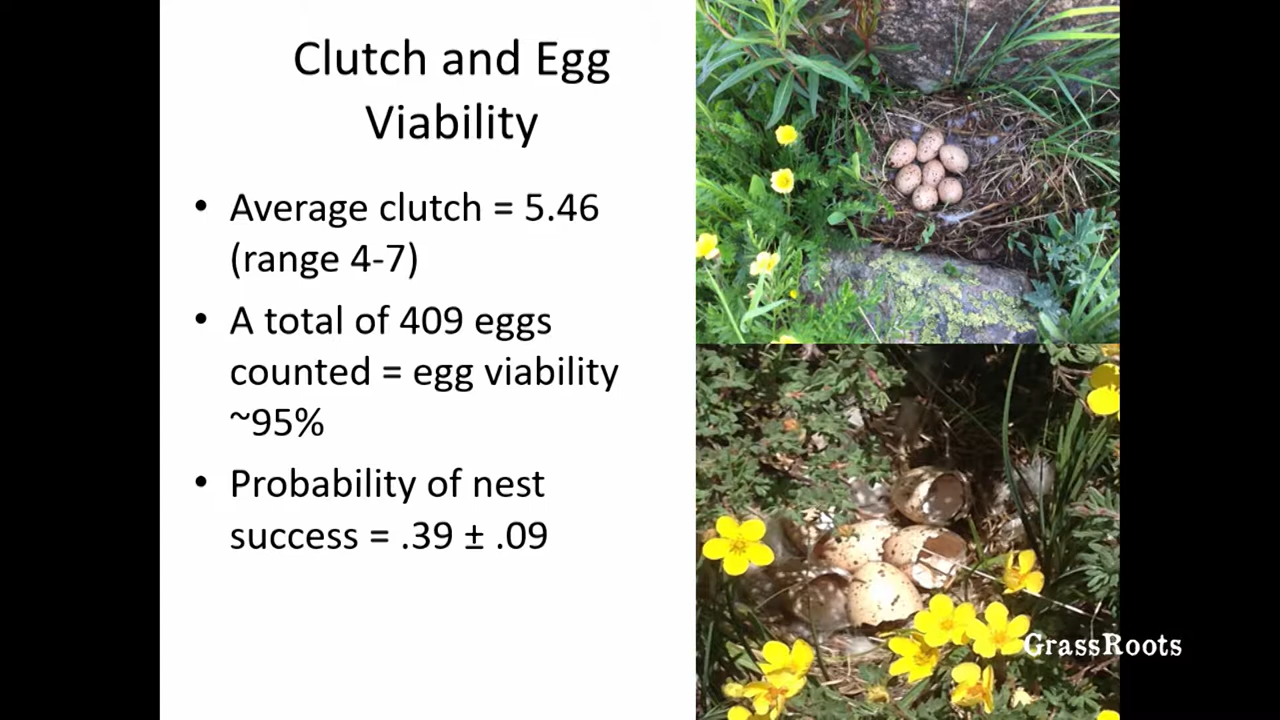 Clutch and Egg
Viability
• Average clutch = 5.46
(range 4-7)
• A total of 409 eggs
counted = egg viability
~95%
• Probability of nest
success = .39 ± .09
GrassRoots